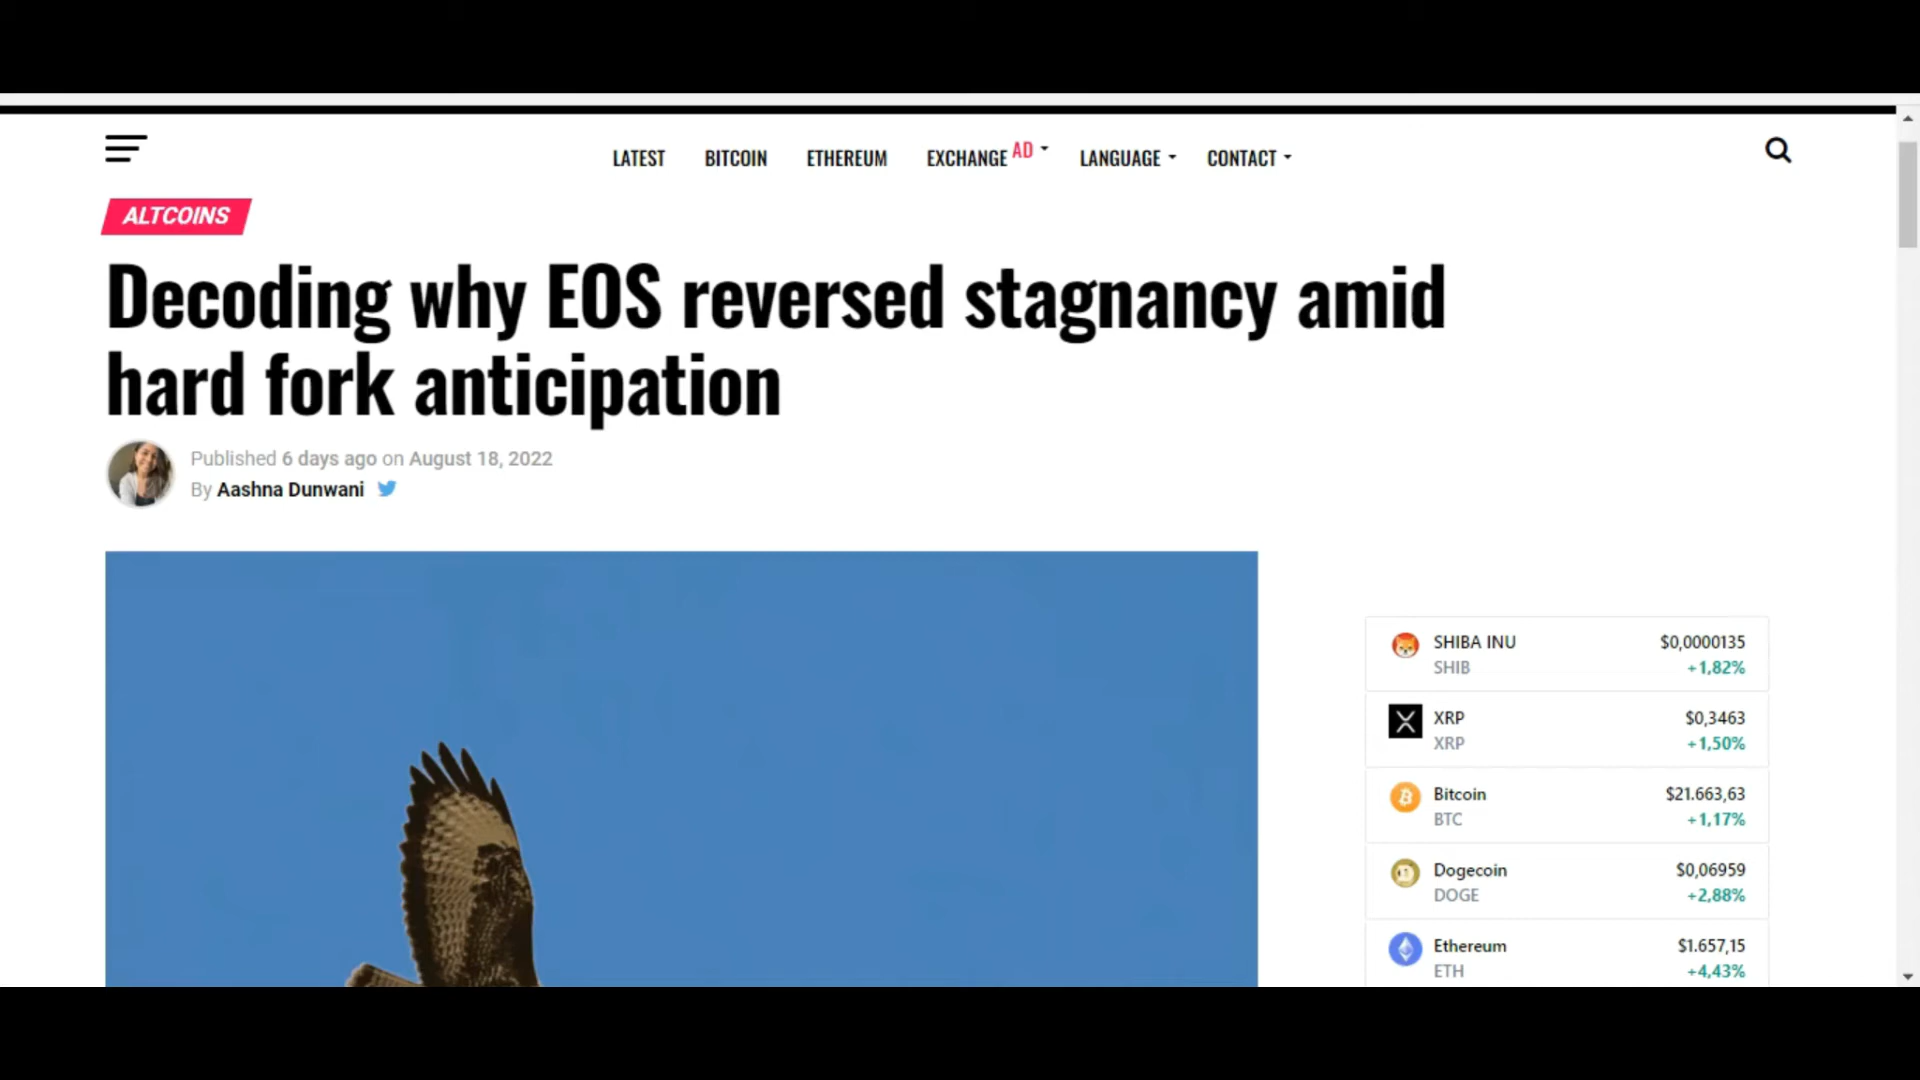 LATEST BITCOIN ETHEREUM EXCHANGE AD LANGUAGE CONTACT
ALTCOINS
Decoding why EOS reversed stagnancy amid
hard fork anticipation
Published 6 days ago on August 18, 2022
By Aashna Dunwani
SHIBA INU $0,0000135
SHIB +1,82%
XRP $0,3463
XRP +1,50%
Bitcoin $21.663,63
BTC +1,17%
Dogecoin $0,06959
DOGE +2,88%
Ethereum $1.657,15
ETH +4,43%